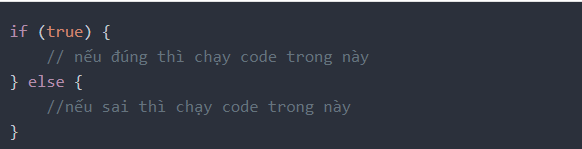 if (true) {
// nếu đúng thì chạy code trong này
} else {
//nếu sai thì chạy code trong này
}